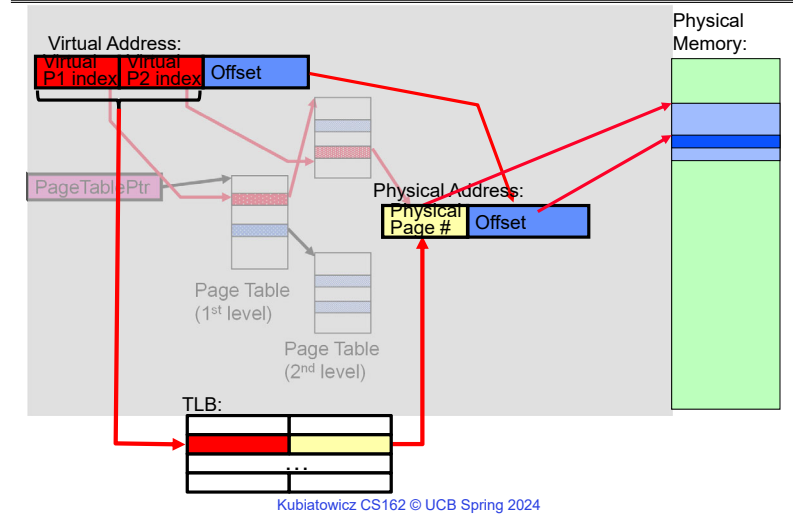 Physical
Memory:
Virtual Address:
Virtual
P1 index
Virtual
P2 index
Offset
PageTablePtr
Physical Address:
Physical
Page #
Offset
Page Table
(1st level)
Page Table
(2nd level)
TLB:
...
Kubiatowicz CS162 © UCB Spring 2024